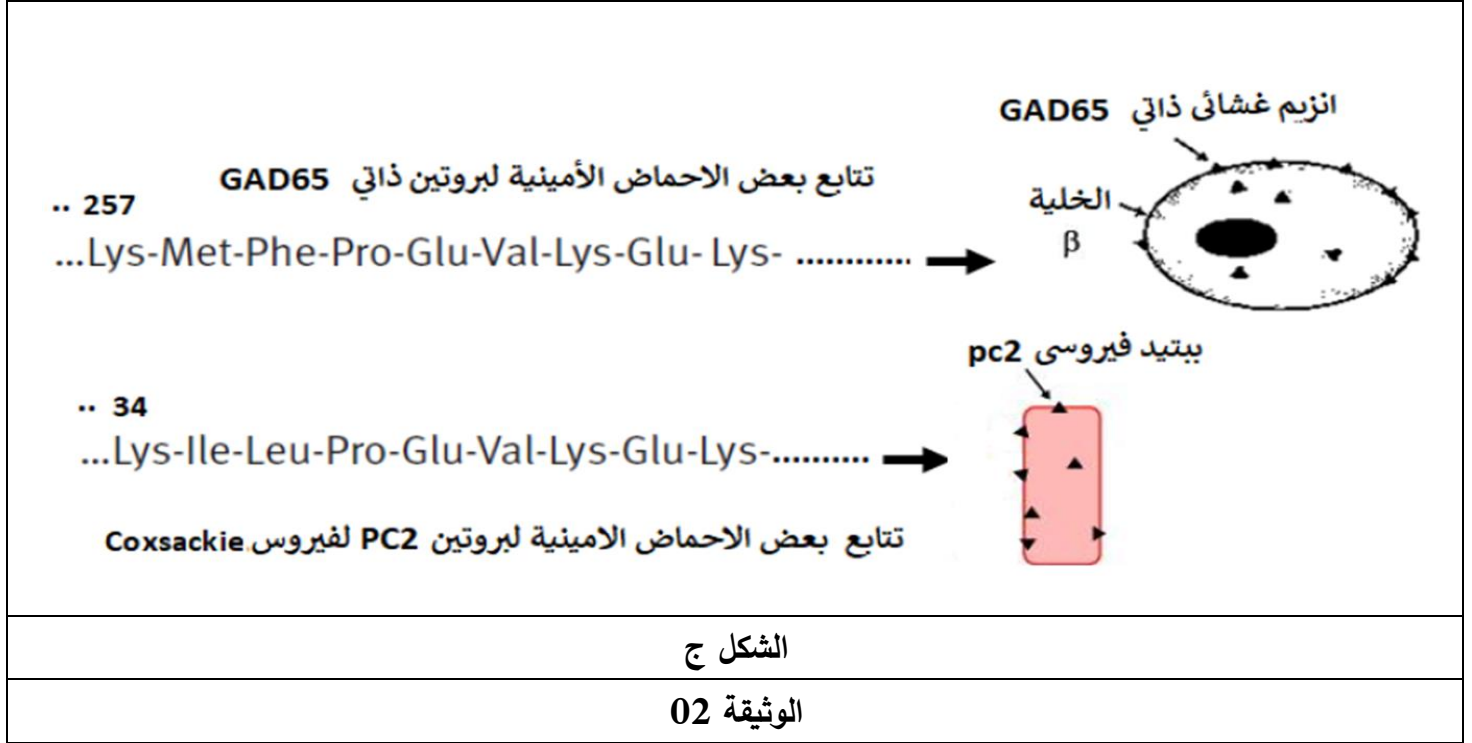 انزيم غشائى ذاتي GAD65
تتابع بعض الاحماض الأمينية لبروتين ذاتي GAD65
الخلية
β
.. 257
...Lys-Met-Phe-Pro-Glu-Val-Lys-Glu- Lys- ............
ببتيد فيروسى pc2
.. 34
...Lys-Ile-Leu-Pro-Glu-Val-Lys-Glu-Lys-..........
تتابع بعض الاحماض الامينية لبروتين PC2 لفيروس Coxsackie.
الشكل ج
الوثيقة 02